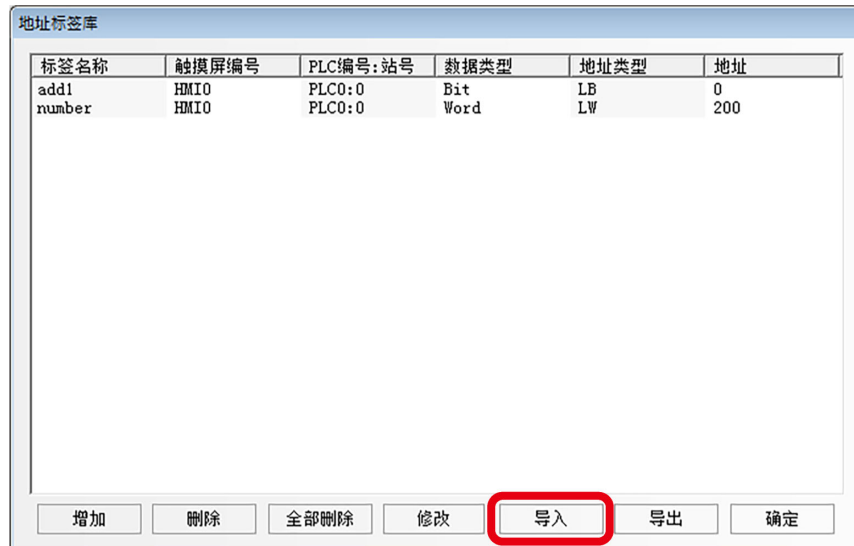 地址标签库
标签名称 触摸屏编号 PLC编号:站号 数据类型 地址类型 地址
add1 HMI0 PLC0:0 Bit LB 0
number HMI0 PLC0:0 Word LW 200
增加 删除 全部删除 修改 导入 导出 确定